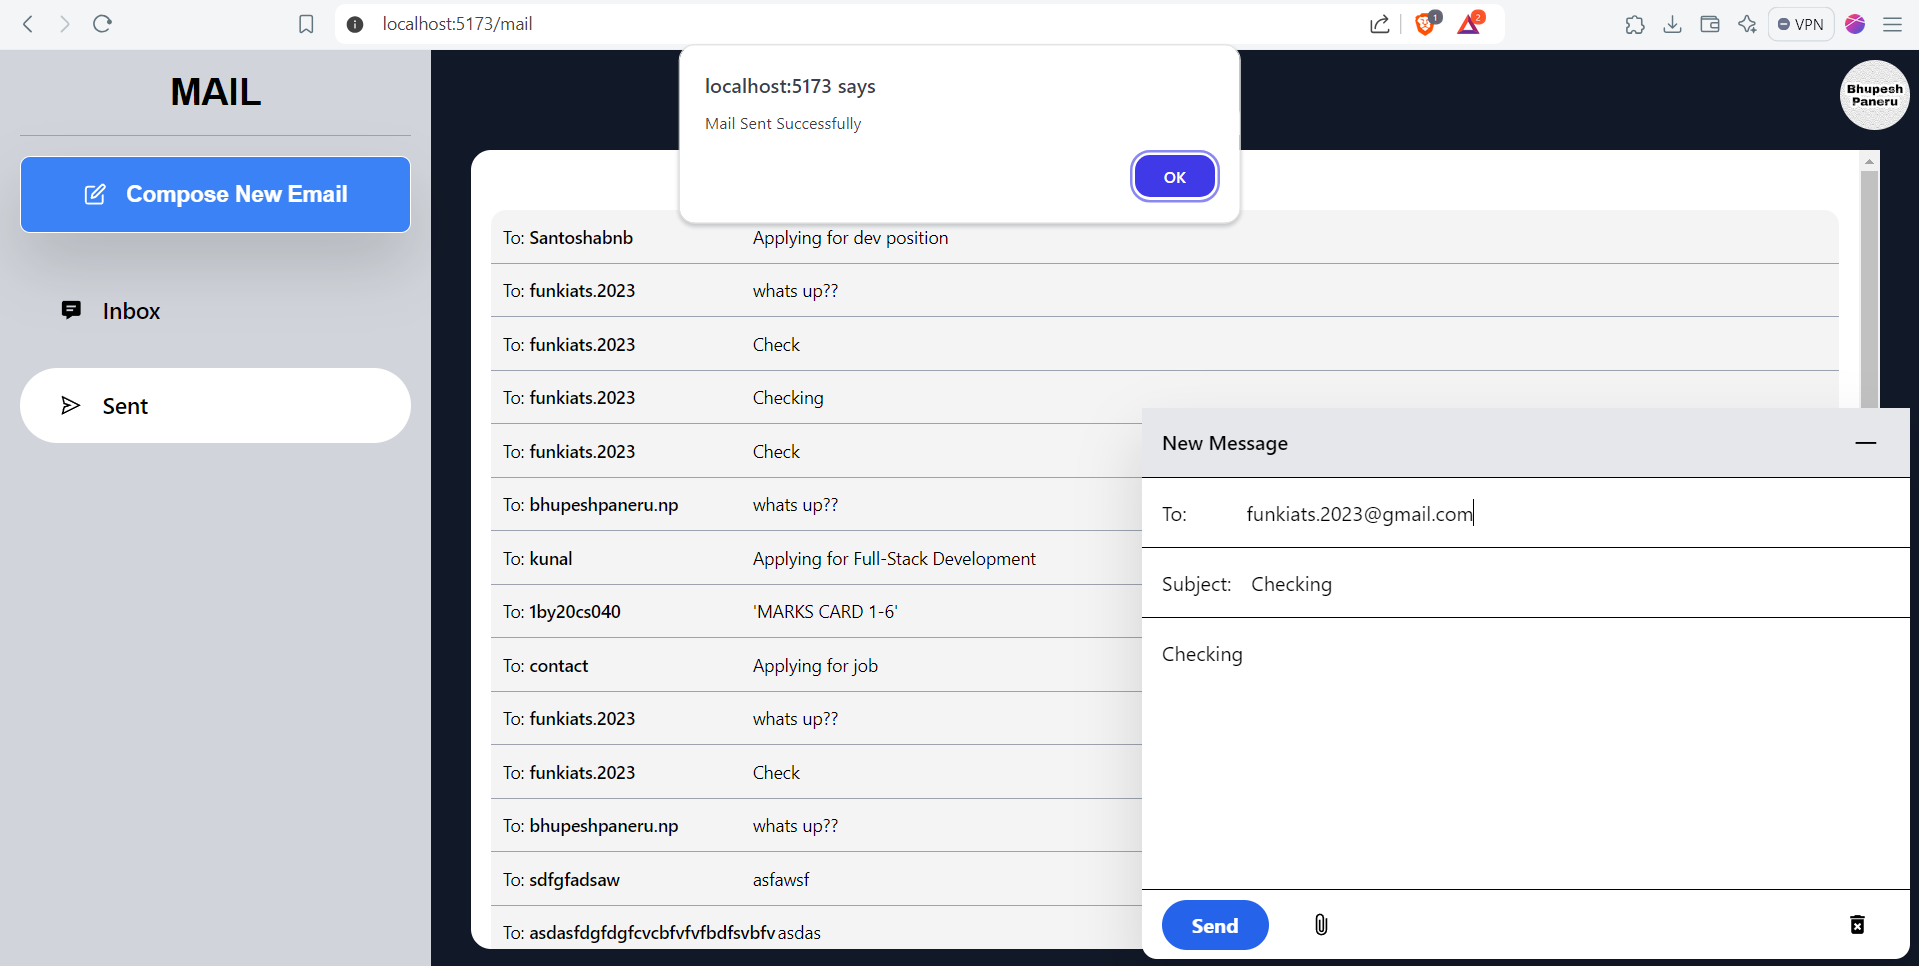 localhost:5173/mail
1
2
VPN
MAIL
Compose New Email
Inbox
Sent
localhost:5173 says
Mail Sent Successfully
OK
Bhupesh
Paneru
To: Santoshabnb Applying for dev position
To: funkiats.2023 whats up??
To: funkiats.2023 Check
To: funkiats.2023 Checking
To: funkiats.2023 Check
To: bhupeshpaneru.np whats up??
To: kunal Applying for Full-Stack Development
To: 1by20cs040 'MARKS CARD 1-6'
To: contact Applying for job
To: funkiats.2023 whats up??
To: funkiats.2023 Check
To: bhupeshpaneru.np whats up??
To: sdfgfadsaw asfawsf
To: asdasfdgfdgfcvcbfvfvfbdfsvbfv asdas
New Message
To: funkiats.2023@gmail.com
Subject: Checking
Checking
Send